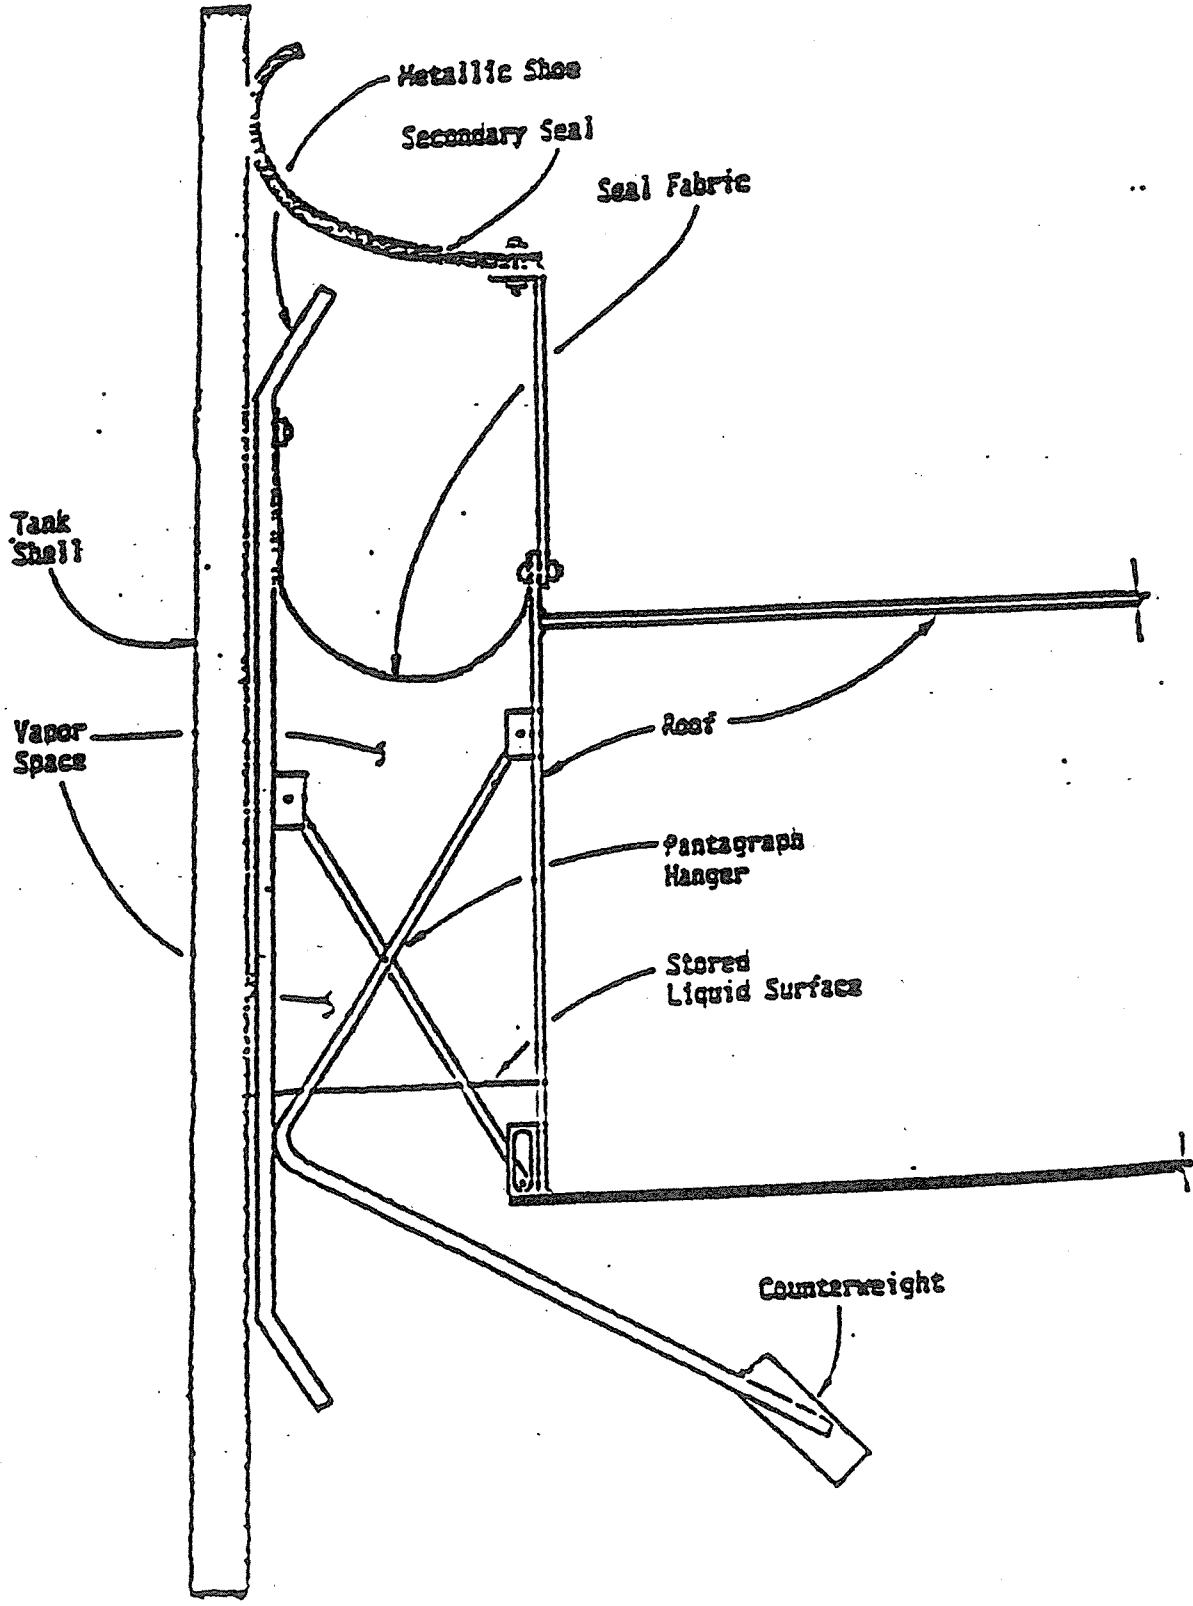 Metallic Shoe
Secondary Seal
Seal Fabric
Tank
Shell
Vapor
Space
Roof
Pantagraph
Hanger
Stored
Liquid Surface
Counterweight